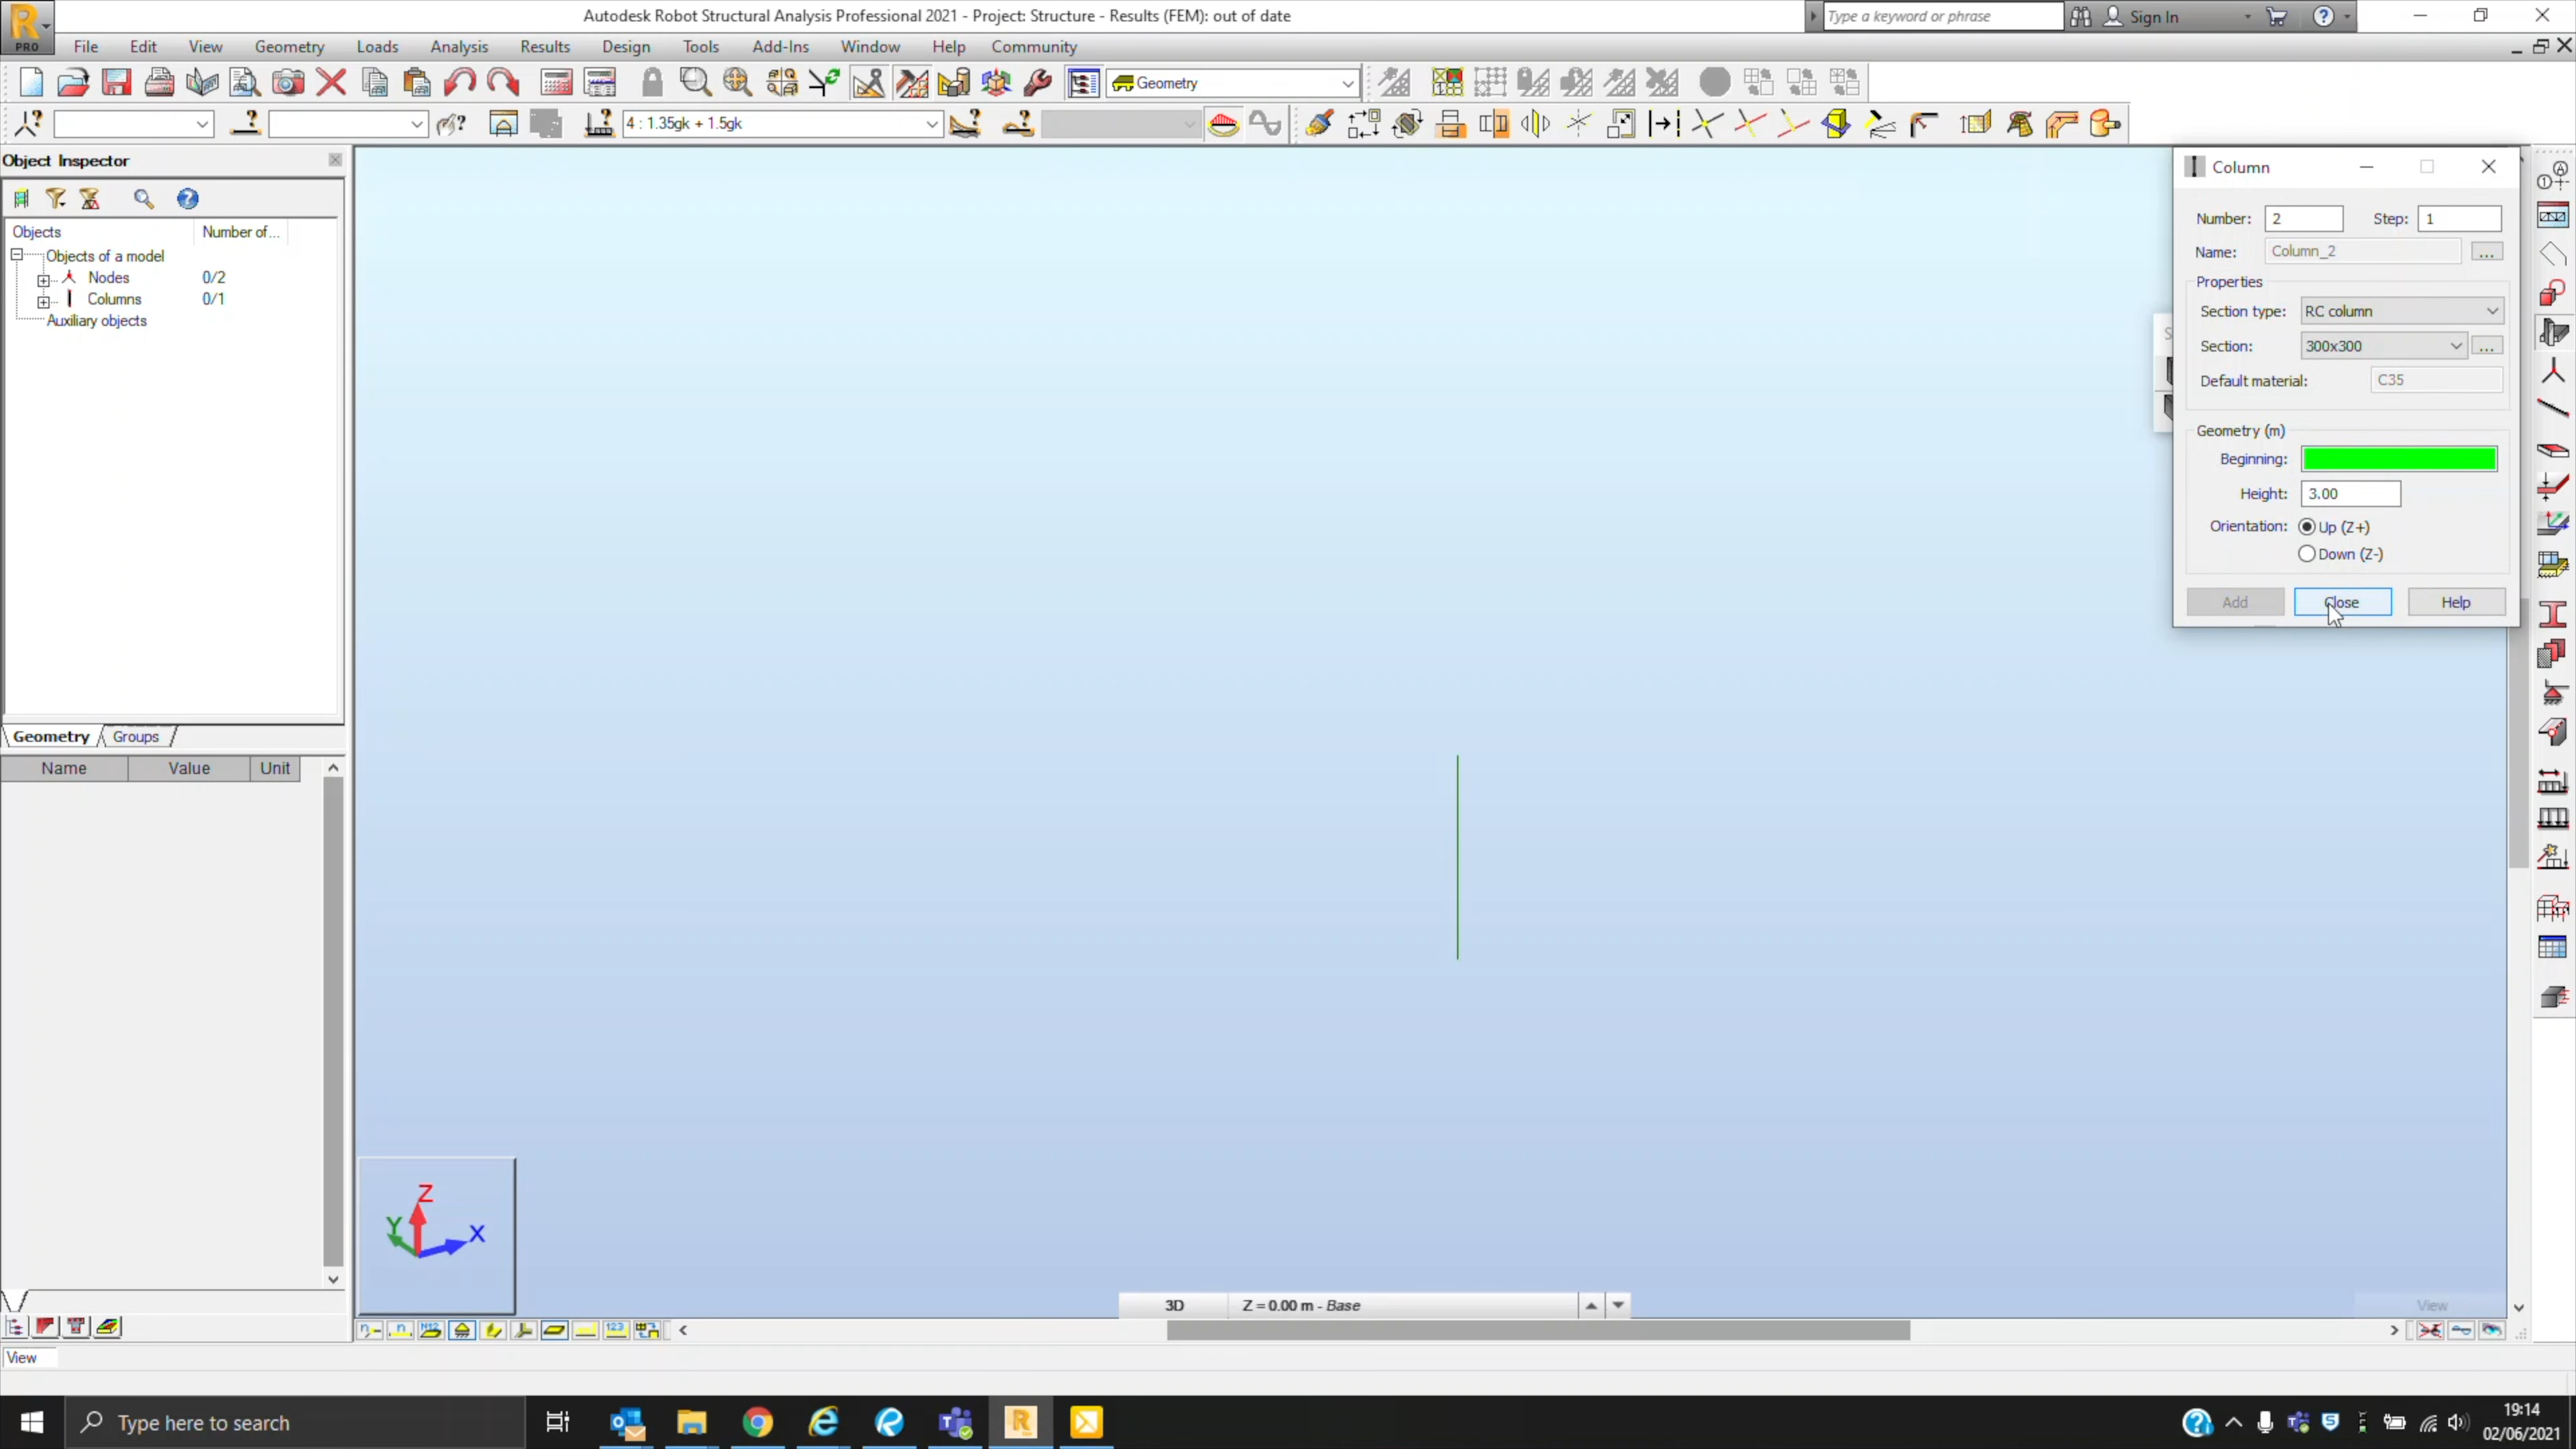 Autodesk Robot Structural Analysis Professional 2021 - Project: Structure - Results (FEM): out of date
Type a keyword or phrase
Sign In
PRO
File Edit View Geometry Loads Analysis Results Design Tools Add-Ins Window Help Community
Geometry
4 : 1.35gk + 1.5gk
Object Inspector
Objects Number of...
Objects of a model
Nodes 0/2
Columns 0/1
Auxiliary objects
Geometry Groups
Name Value Unit
Column
Number: 2 Step: 1
Name: Column_2 ...
Properties
Section type: RC column
Section: 300x300 ...
Default material: C35
Geometry (m)
Beginning:
Height: 3.00
Orientation: Up (Z+)
Down (Z-)
Add Close Help
Z
Y
X
3D Z = 0.00 m - Base
View
View
Type here to search
19:14
02/06/2021